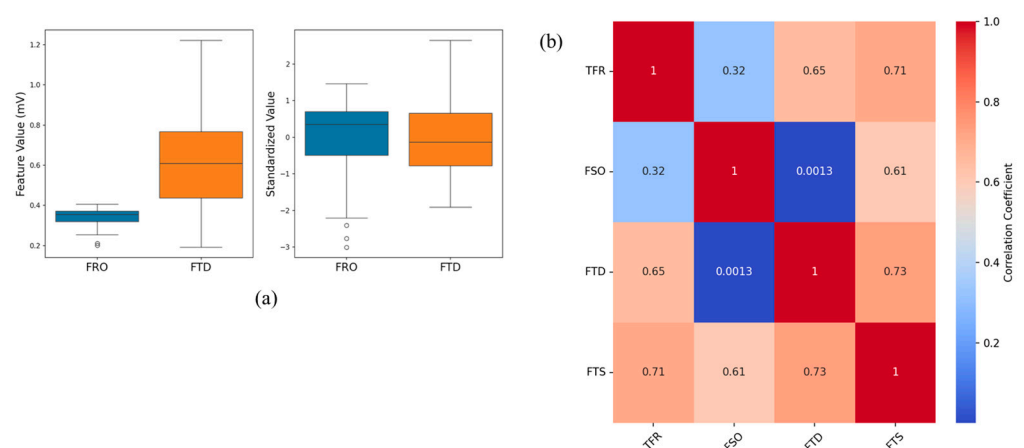 1.2
1.0
0.8
0.6
0.4
0.2
Feature Value (mV)
FRO
FTD
2
1
0
−1
−2
−3
Standardized Value
FRO
FTD
(a)
(b)
TFR
1
0.32
0.65
0.71
FSO
0.32
1
0.0013
0.61
FTD
0.65
0.0013
1
0.73
FTS
0.71
0.61
0.73
1
TFR
FSO
FTD
FTS
1.0
0.8
0.6
0.4
0.2
Correlation Coefficient